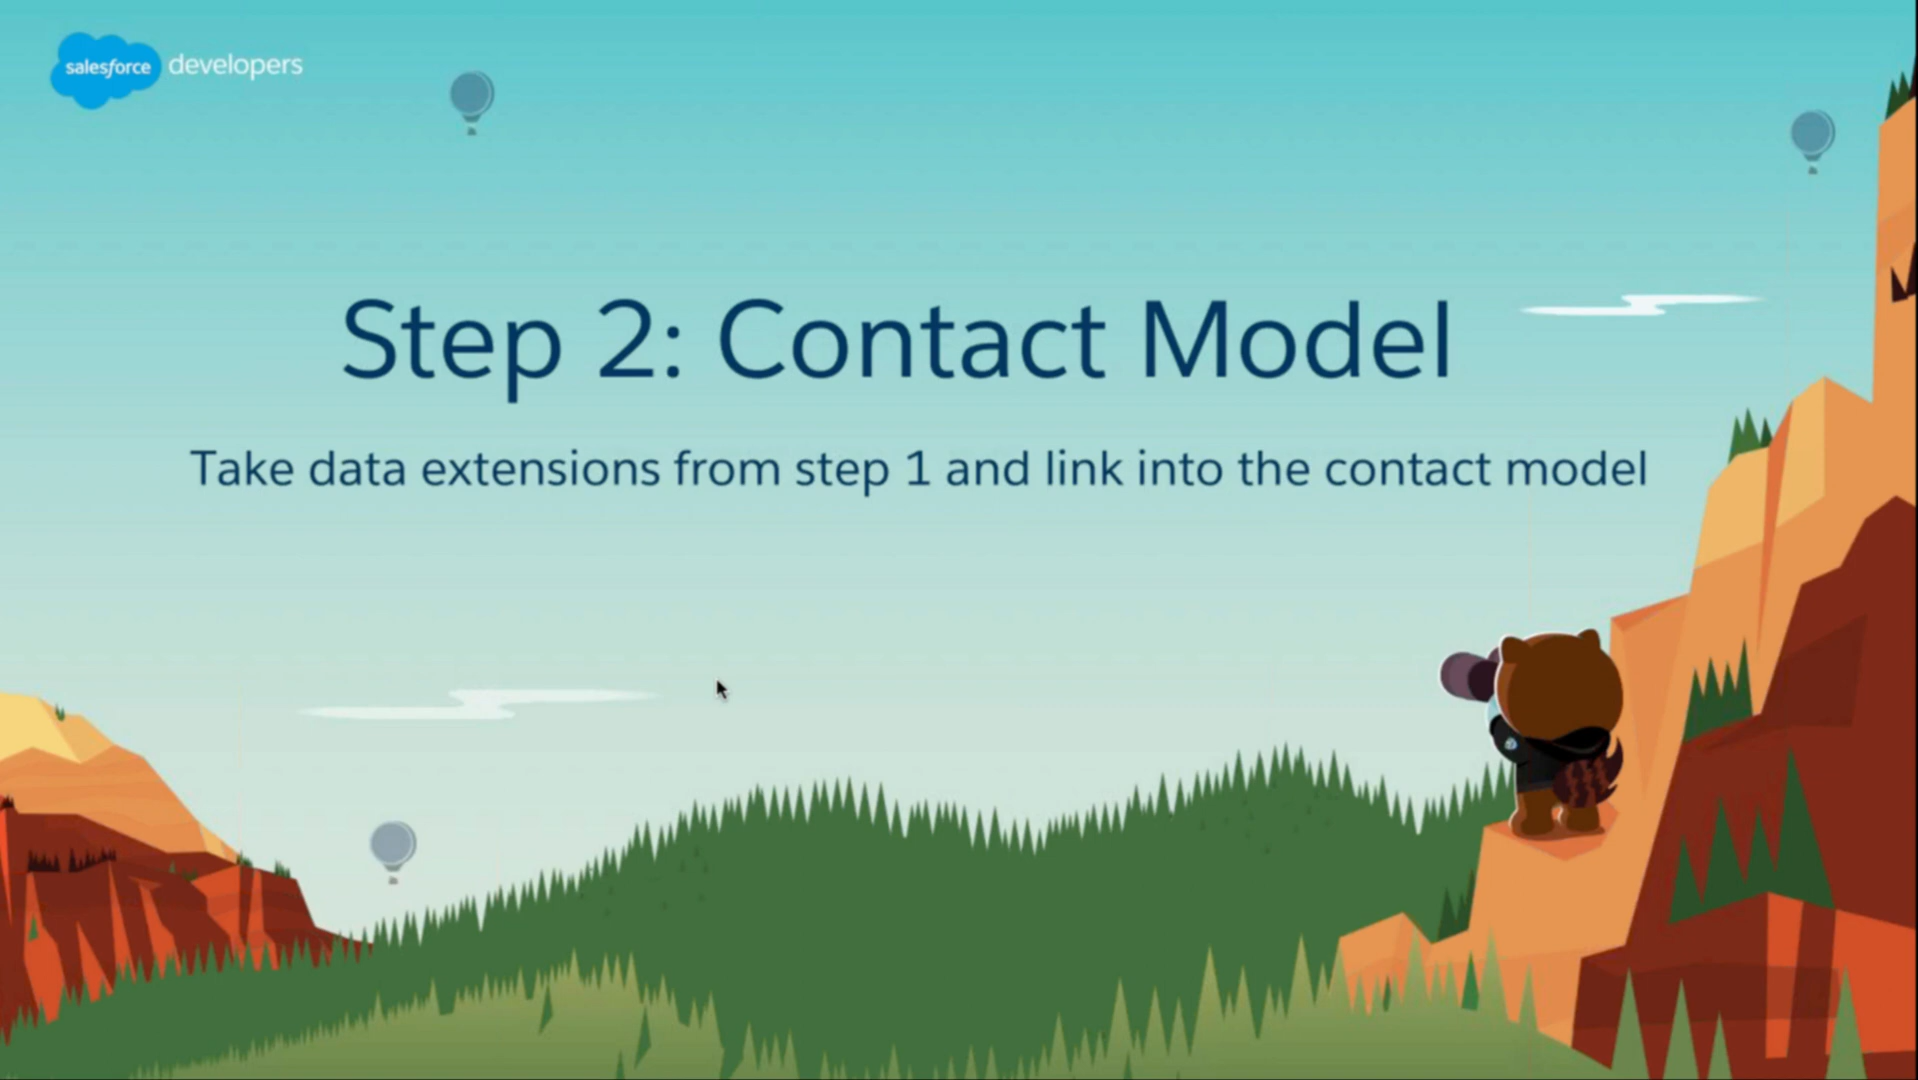 salesforce developers
Step 2: Contact Model
Take data extensions from step 1 and link into the contact model